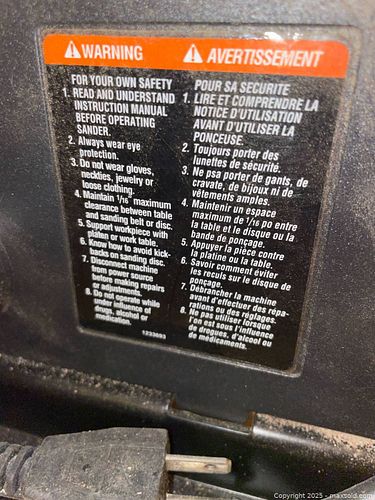 WARNING
FOR YOUR OWN SAFETY
1. READ AND UNDERSTAND
INSTRUCTION MANUAL
BEFORE OPERATING
SANDER.
2. Always wear eye
protection.
3. Do not wear gloves,
neckties, jewelry or
loose clothing.
4. Maintain 1/16" maximum
clearance between table
and sanding belt or disc.
5. Support workpiece with
platen or work table.
6. Know how to avoid kick-
backs on sanding disc.
7. Disconnect machine
from power source
before making repairs
or adjustments.
8. Do not operate while
under influence of
drugs, alcohol or
medication.
1233693
AVERTISSEMENT
POUR SA SECURITE
1. LIRE ET COMPRENDRE LA
NOTICE D'UTILISATION
AVANT D'UTILISER LA
PONCEUSE.
2. Toujours porter des
lunettes de sécurité.
3. Ne psa porter de gants, de
cravate, de bijoux ni de
vêtements amples.
4. Maintenir un espace
maximum de 1/16 po entre
la table et le disque ou la
bande de ponçage.
5. Appuyer la pièce contre
la platine ou la table.
6. Savoir comment éviter
les reculs sur le disque de
ponçage.
7. Débrancher la machine
avant d'effectuer des répa-
rations ou des réglages.
8. Ne pas utiliser lorsque
l'on est sous l'influence
de drogues, d'alcool ou
de médicaments.
Copyright 2025 - maxsold.com